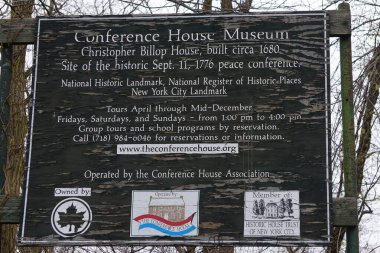 Conference House Museum
Christopher Billop House, built circa 1680.
Site of the historic Sept. 11, 1776 peace conference.
National Historic Landmark, National Register of Historic Places
New York City Landmark
Tours April through Mid-December
Fridays, Saturdays, and Sundays – from 1:00 pm to 4:00 pm
Group tours and school programs by reservation.
Call (718) 984-6046 for reservations or information.
www.theconferencehouse.org
Operated by the Conference House Association
Owned by
Operated by
Member of:
HISTORIC HOUSE TRUST
OF NEW YORK CITY